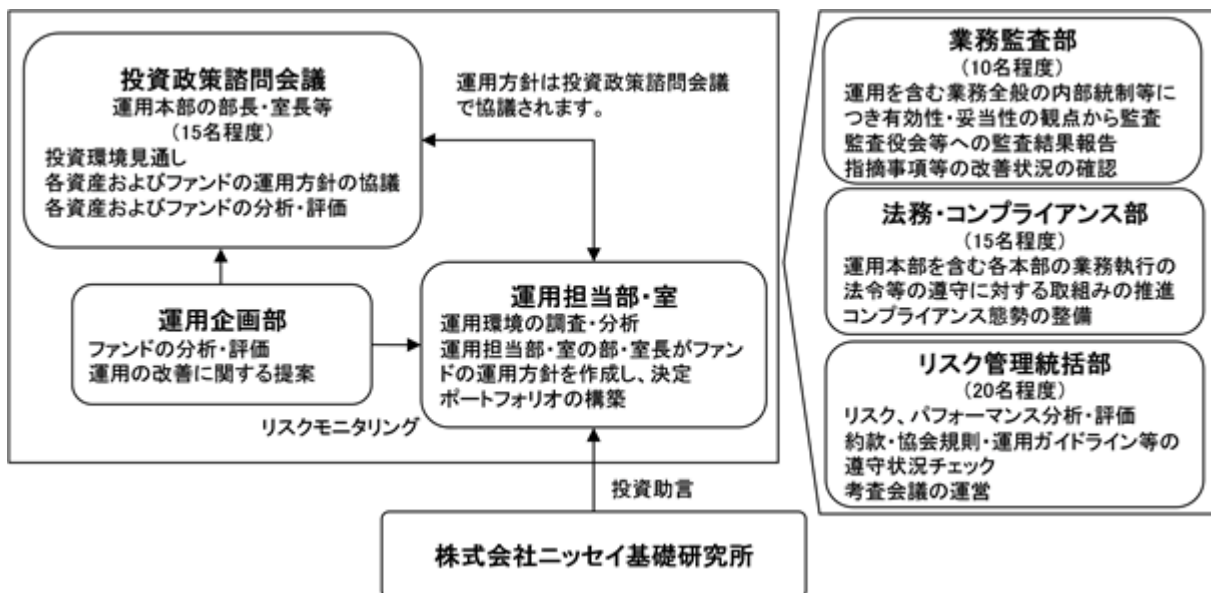 投資政策諮問会議
運用本部の部長・室長等
(15名程度)
投資環境見通し
各資産およびファンドの運用方針の協議
各資産およびファンドの分析・評価
運用方針は投資政策諮問会議
で協議されます。
運用企画部
ファンドの分析・評価
運用の改善に関する提案
運用担当部・室
運用環境の調査・分析
運用担当部・室の部・室長がファン
ドの運用方針を作成し、決定
ポートフォリオの構築
リスクモニタリング
投資助言
株式会社ニッセイ基礎研究所
業務監査部
(10名程度)
運用を含む業務全般の内部統制等に
つき有効性・妥当性の観点から監査
監査役会等への監査結果報告
指摘事項等の改善状況の確認
法務・コンプライアンス部
(15名程度)
運用本部を含む各本部の業務執行の
法令等の遵守に対する取組みの推進
コンプライアンス態勢の整備
リスク管理統括部
(20名程度)
リスク、パフォーマンス分析・評価
約款・協会規則・運用ガイドライン等の
遵守状況チェック
考査会議の運営